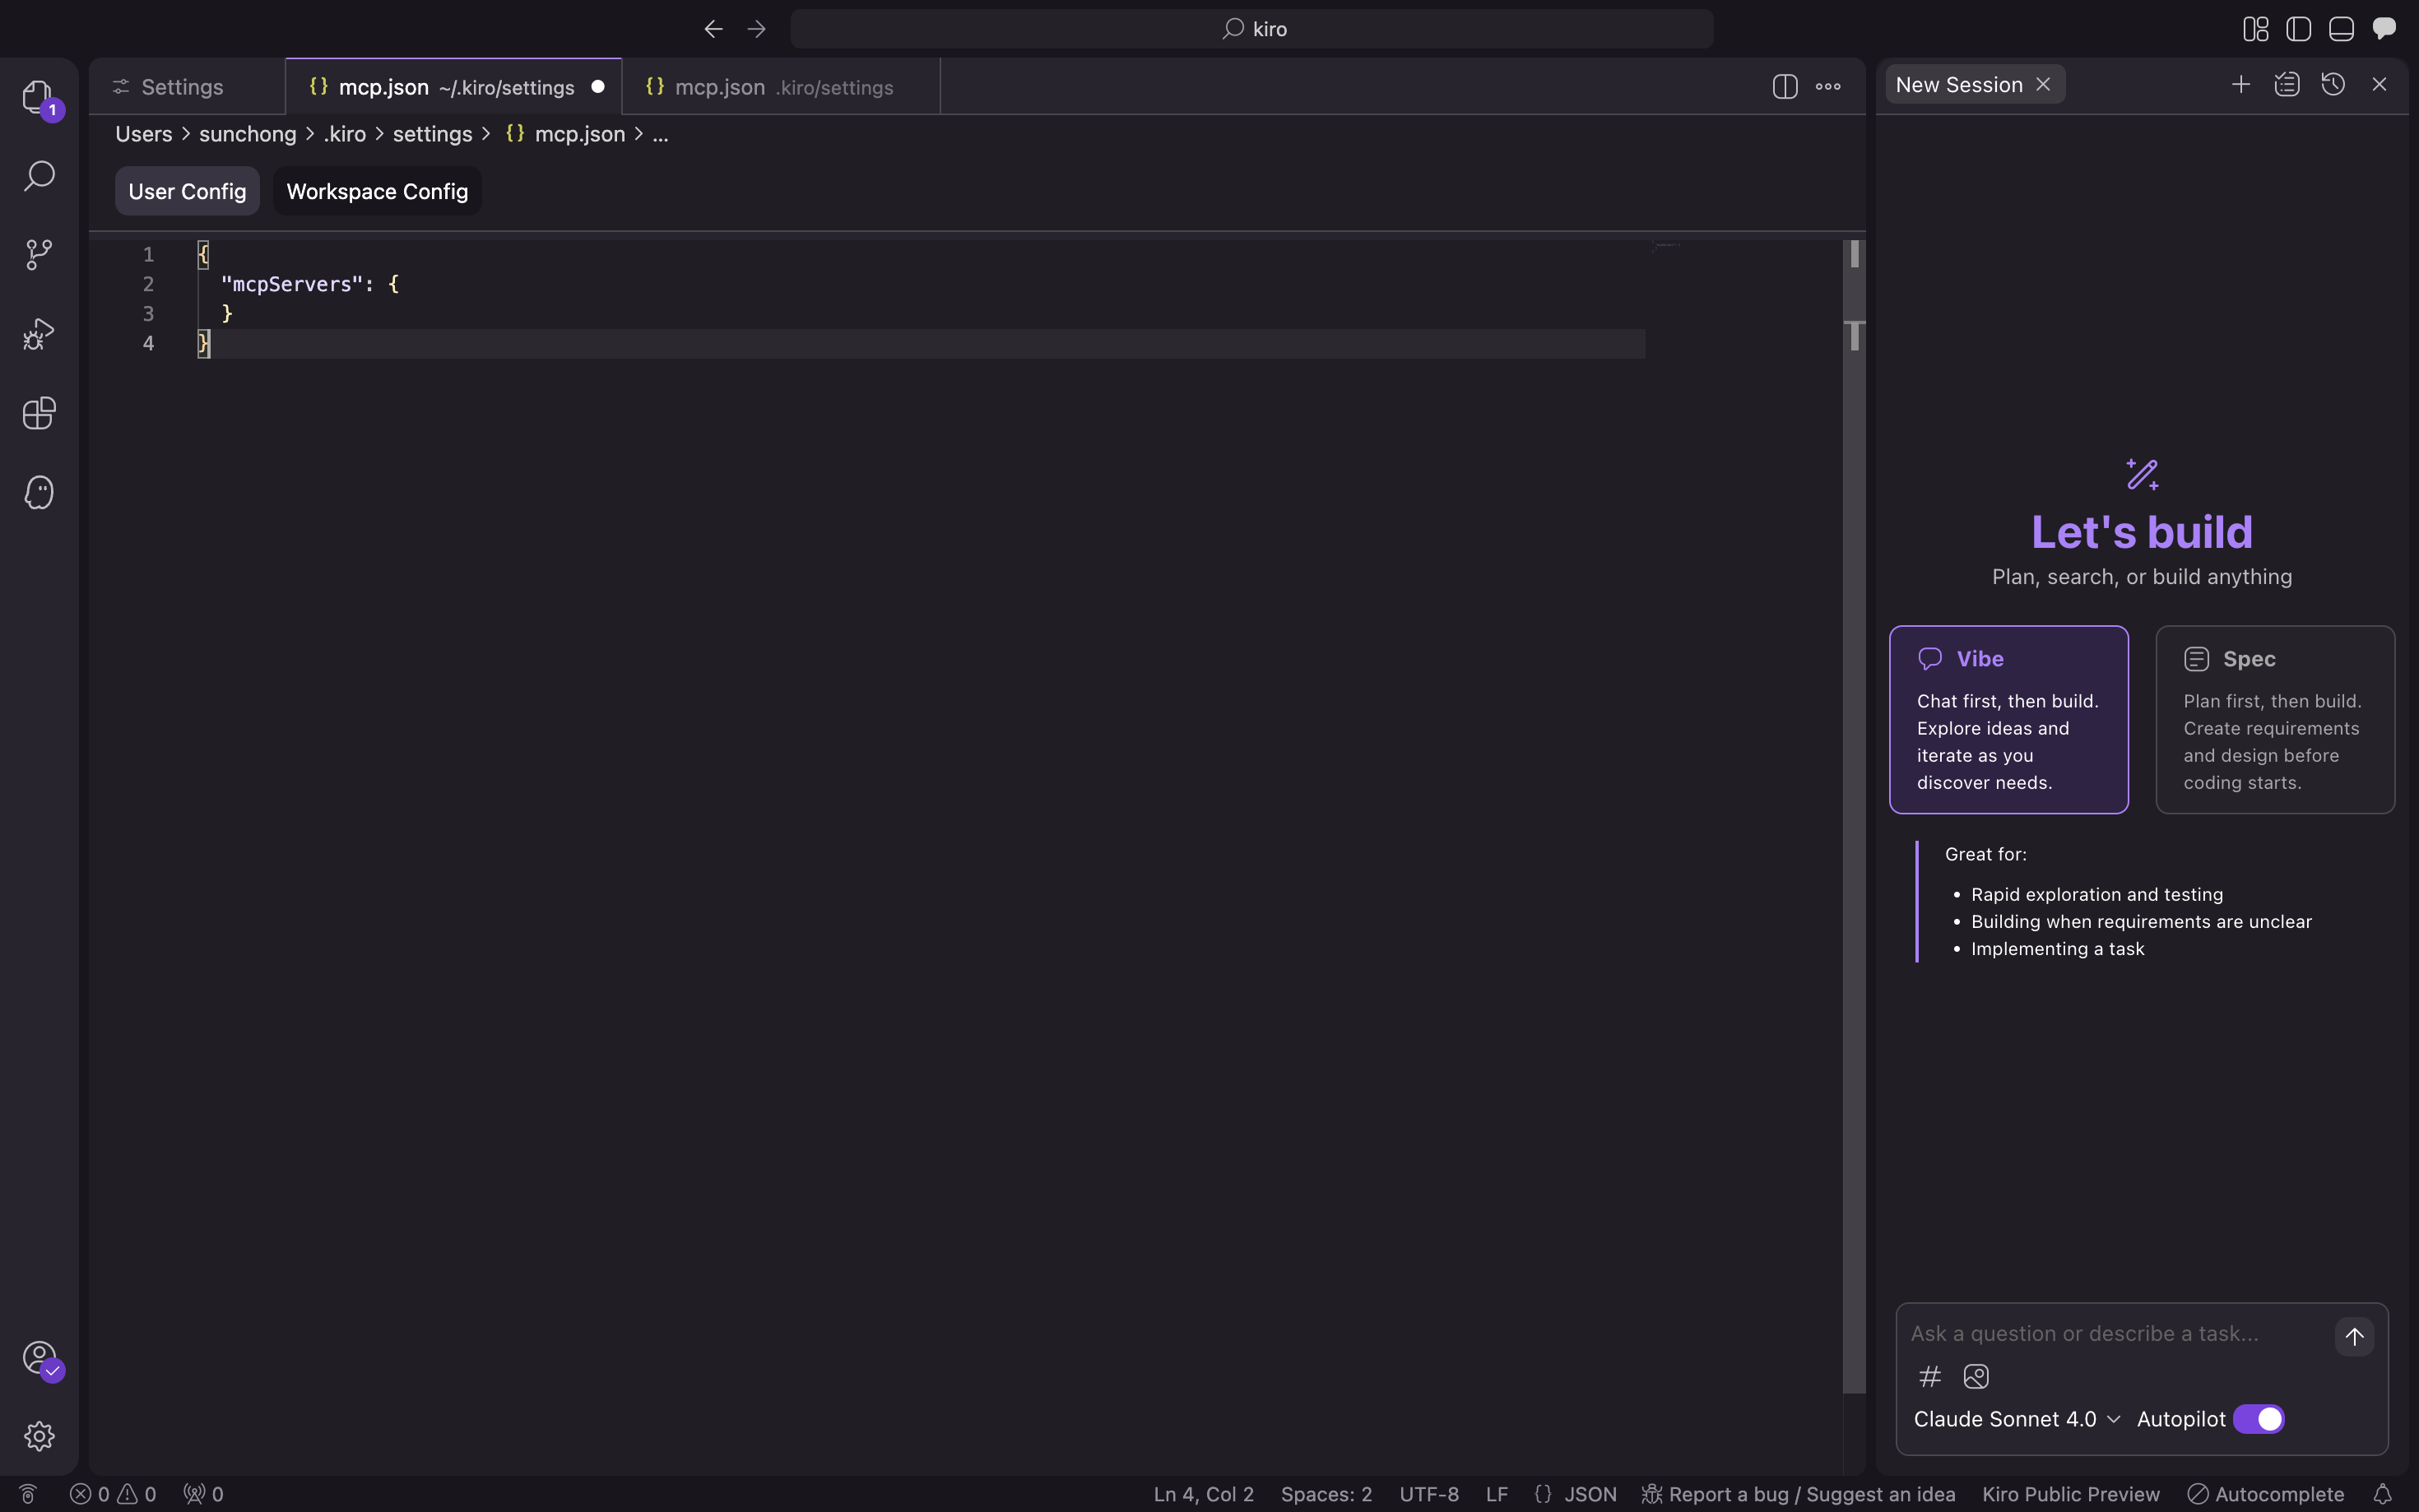 kiro
Settings
mcp.json ~/.kiro/settings
mcp.json .kiro/settings
Users > sunchong > .kiro > settings > {} mcp.json > ...
User Config
Workspace Config
1 {
2 "mcpServers": {
3 }
4 }
New Session
Let's build
Plan, search, or build anything
Vibe
Chat first, then build.
Explore ideas and
iterate as you
discover needs.
Spec
Plan first, then build.
Create requirements
and design before
coding starts.
Great for:
• Rapid exploration and testing
• Building when requirements are unclear
• Implementing a task
Ask a question or describe a task...
Claude Sonnet 4.0
Autopilot
1
0 0 0
Ln 4, Col 2 Spaces: 2 UTF-8 LF {} JSON Report a bug / Suggest an idea Kiro Public Preview Autocomplete